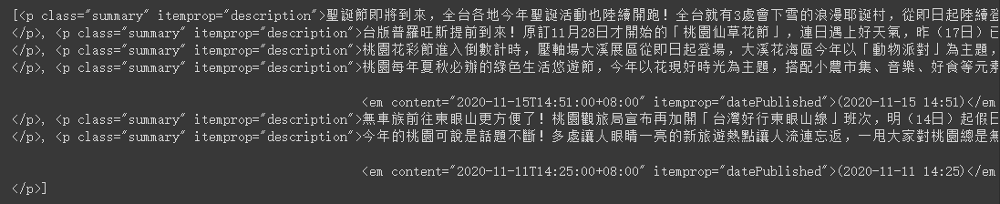 [<p class="summary" itemprop="description">聖誕節即將到來，全台各地今年聖誕活動也陸續開跑！全台就有3處會下雪的浪漫耶誕村，從即日起陸續登
</p>, <p class="summary" itemprop="description">台版普羅旺斯提前到來！原訂11月28日才開始的「桃園仙草花節」，連日遇上好天氣，昨（17日）已
</p>, <p class="summary" itemprop="description">桃園花彩節進入倒數計時，壓軸場大溪展區從即日起登場，大溪花海區今年以「動物派對」為主題，
</p>, <p class="summary" itemprop="description">桃園每年夏秋必辦的綠色生活悠遊節，今年以花現好時光為主題，搭配小農市集、音樂、好食等元素
<em content="2020-11-15T14:51:00+08:00" itemprop="datePublished">(2020-11-15 14:51)</em
</p>, <p class="summary" itemprop="description">無車族前往東眼山更方便了！桃園觀旅局宣布再加開「台灣好行東眼山線」班次，明（14日）起假日
</p>, <p class="summary" itemprop="description">今年的桃園可說是話題不斷！多處讓人眼睛一亮的新旅遊熱點讓人流連忘返，一甩大家對桃園總是無
<em content="2020-11-11T14:25:00+08:00" itemprop="datePublished">(2020-11-11 14:25)</em
</p>]